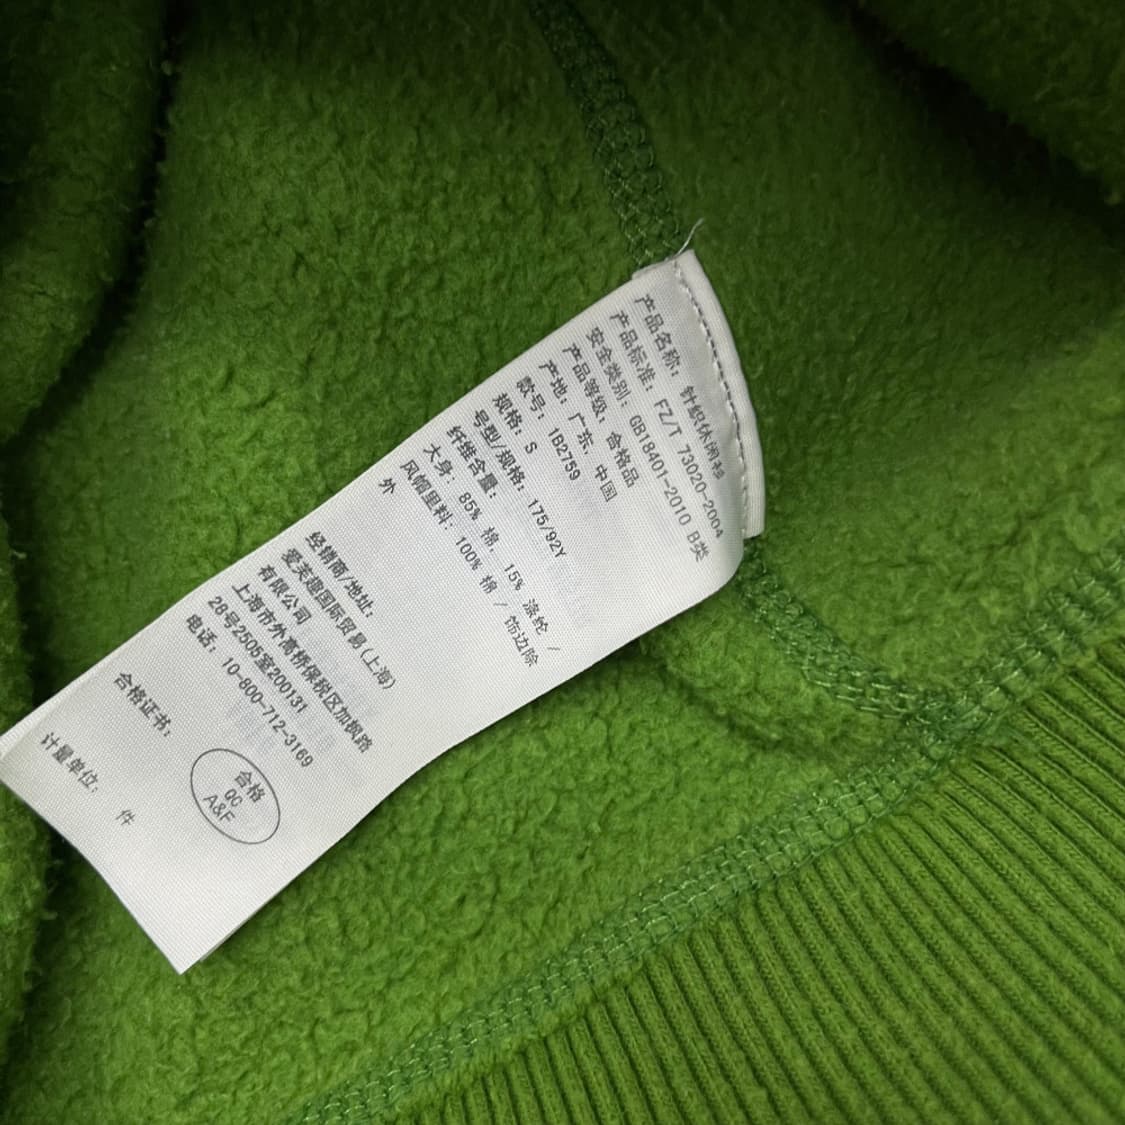 产品名称: 针织休闲衫
产品标准: FZ/T 73020-2004
安全类别: GB18401-2010 B类
产品等级: 合格品
产地: 广东, 中国
款号: 1B2759
规格: S
号型/规格: 175/92Y
纤维含量:
大身: 85% 棉, 15% 涤纶 /
风帽里料: 100% 棉 / 饰边除
外
经销商/地址:
爱芙趣国际贸易(上海)
有限公司
上海市外高桥保税区加枫路
28号2505室200131
电话: 10-800-712-3169
合格证书:
合格
QC
A&F
计量单位: 件